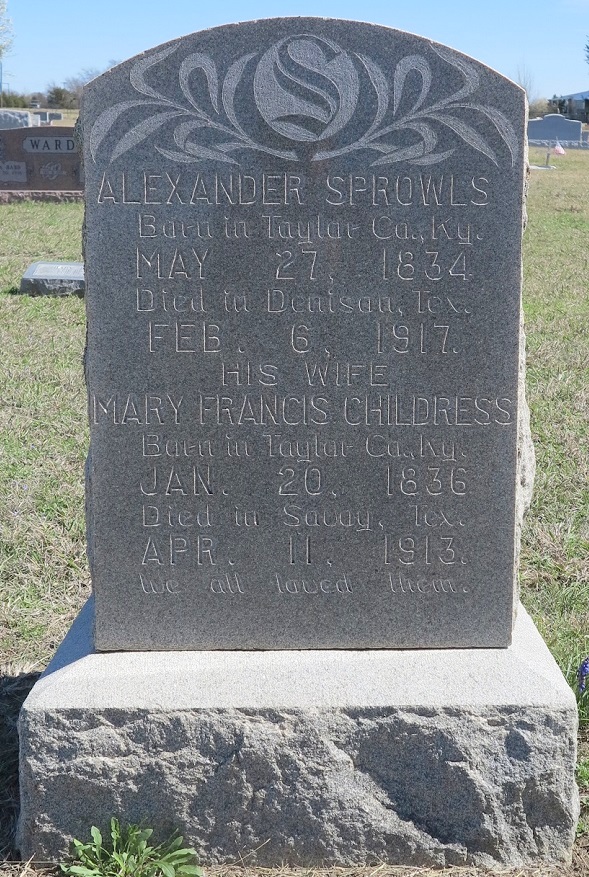 S
ALEXANDER SPROWLS
Born in Taylor Co., Ky.
MAY 27, 1834
Died in Denison, Tex.
FEB. 6, 1917.
HIS WIFE
MARY FRANCIS CHILDRESS
Born in Taylor Co., Ky.
JAN. 20, 1836
Died in Savoy, Tex.
APR. 11, 1913.
We all loved them.
WARD